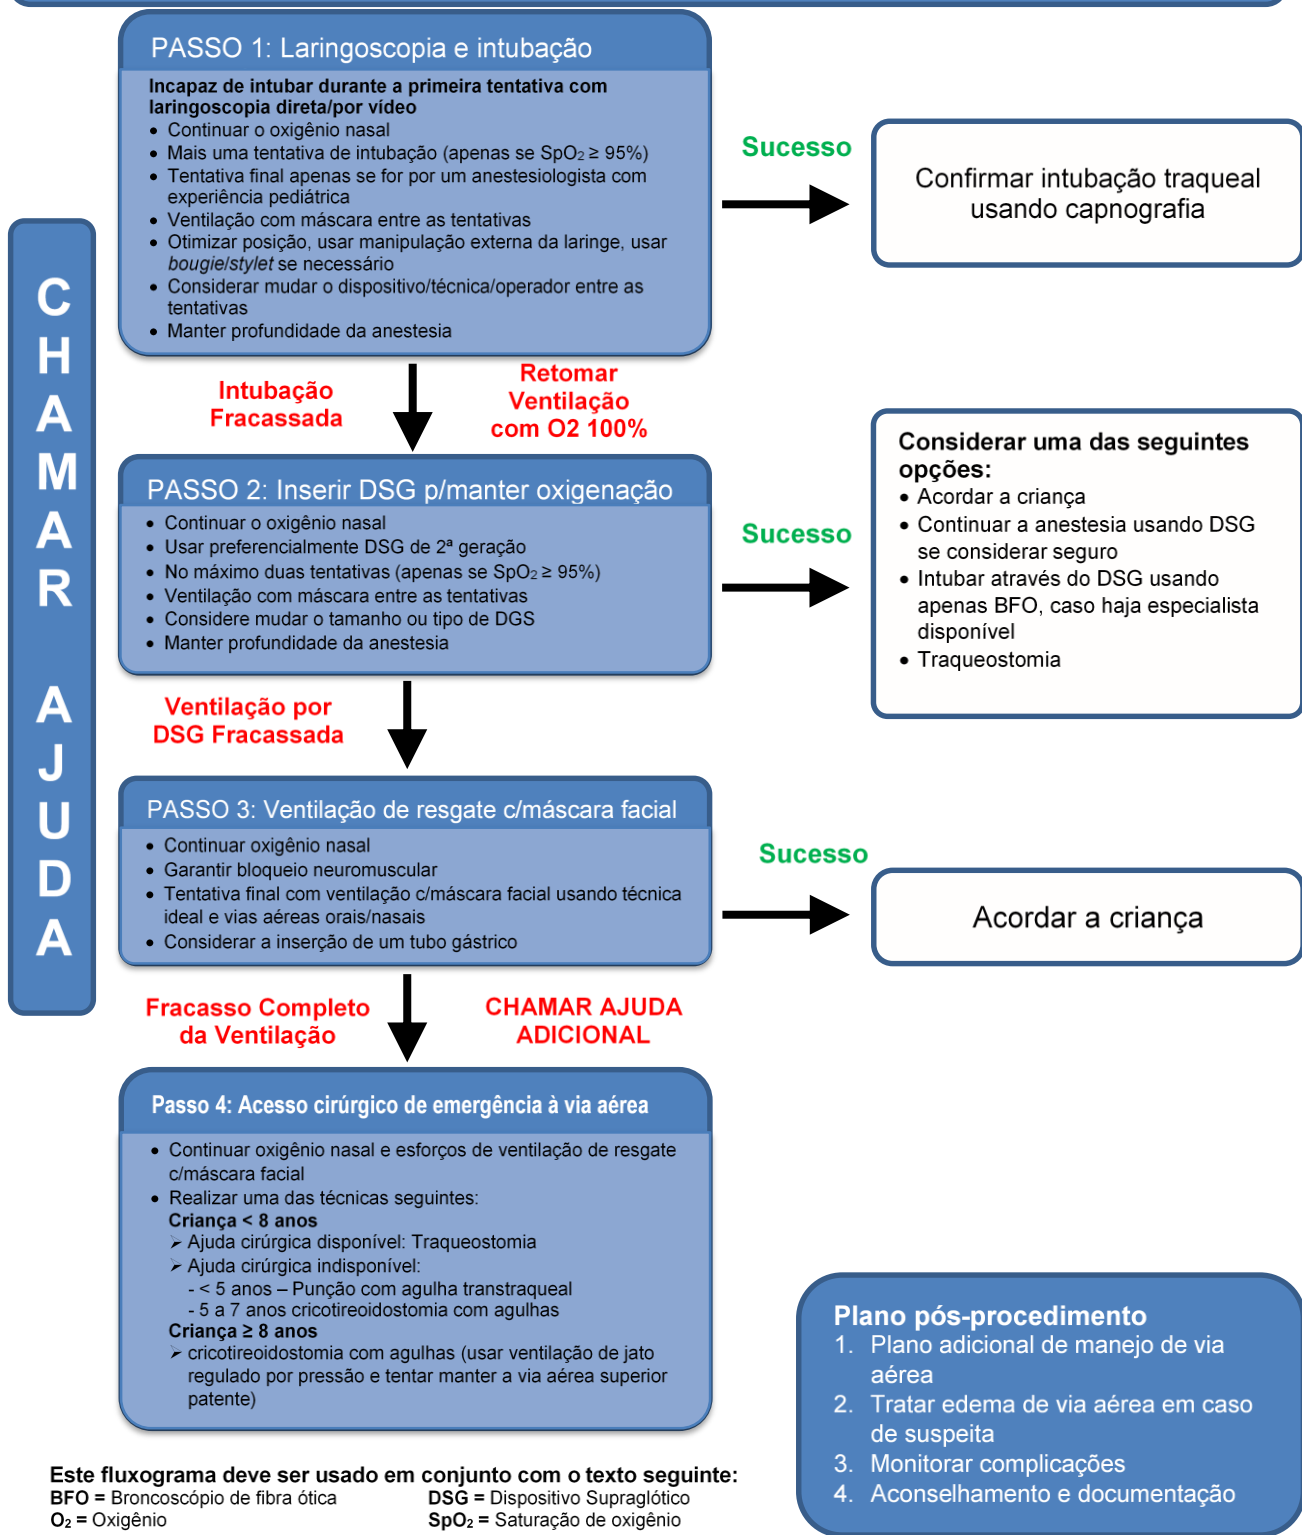 PASSO 1: Laringoscopia e intubação
Incapaz de intubar durante a primeira tentativa com
laringoscopia direta/por vídeo
• Continuar o oxigênio nasal
• Mais uma tentativa de intubação (apenas se SpO₂ ≥ 95%)
• Tentativa final apenas se for por um anestesiologista com
experiência pediátrica
• Ventilação com máscara entre as tentativas
• Otimizar posição, usar manipulação externa da laringe, usar
bougie/stylet se necessário
• Considerar mudar o dispositivo/técnica/operador entre as
tentativas
• Manter profundidade da anestesia
Sucesso
Confirmar intubação traqueal
usando capnografia
CHAMAR AJUDA
Intubação
Fracassada
Retomar
Ventilação
com O2 100%
PASSO 2: Inserir DSG p/manter oxigenação
• Continuar o oxigênio nasal
• Usar preferencialmente DSG de 2ª geração
• No máximo duas tentativas (apenas se SpO₂ ≥ 95%)
• Ventilação com máscara entre as tentativas
• Considere mudar o tamanho ou tipo de DGS
• Manter profundidade da anestesia
Sucesso
Considerar uma das seguintes
opções:
• Acordar a criança
• Continuar a anestesia usando DSG
se considerar seguro
• Intubar através do DSG usando
apenas BFO, caso haja especialista
disponível
• Traqueostomia
Ventilação por
DSG Fracassada
PASSO 3: Ventilação de resgate c/máscara facial
• Continuar oxigênio nasal
• Garantir bloqueio neuromuscular
• Tentativa final com ventilação c/máscara facial usando técnica
ideal e vias aéreas orais/nasais
• Considerar a inserção de um tubo gástrico
Sucesso
Acordar a criança
Fracasso Completo
da Ventilação
CHAMAR AJUDA
ADICIONAL
Passo 4: Acesso cirúrgico de emergência à via aérea
• Continuar oxigênio nasal e esforços de ventilação de resgate
c/máscara facial
• Realizar uma das técnicas seguintes:
Criança < 8 anos
➢ Ajuda cirúrgica disponível: Traqueostomia
➢ Ajuda cirúrgica indisponível:
- < 5 anos – Punção com agulha transtraqueal
- 5 a 7 anos cricotireoidostomia com agulhas
Criança ≥ 8 anos
➢ cricotireoidostomia com agulhas (usar ventilação de jato
regulado por pressão e tentar manter a via aérea superior
patente)
Plano pós-procedimento
1. Plano adicional de manejo de via
aérea
2. Tratar edema de via aérea em caso
de suspeita
3. Monitorar complicações
4. Aconselhamento e documentação
Este fluxograma deve ser usado em conjunto com o texto seguinte:
BFO = Broncoscópio de fibra ótica
DSG = Dispositivo Supraglótico
O₂ = Oxigênio
SpO₂ = Saturação de oxigênio